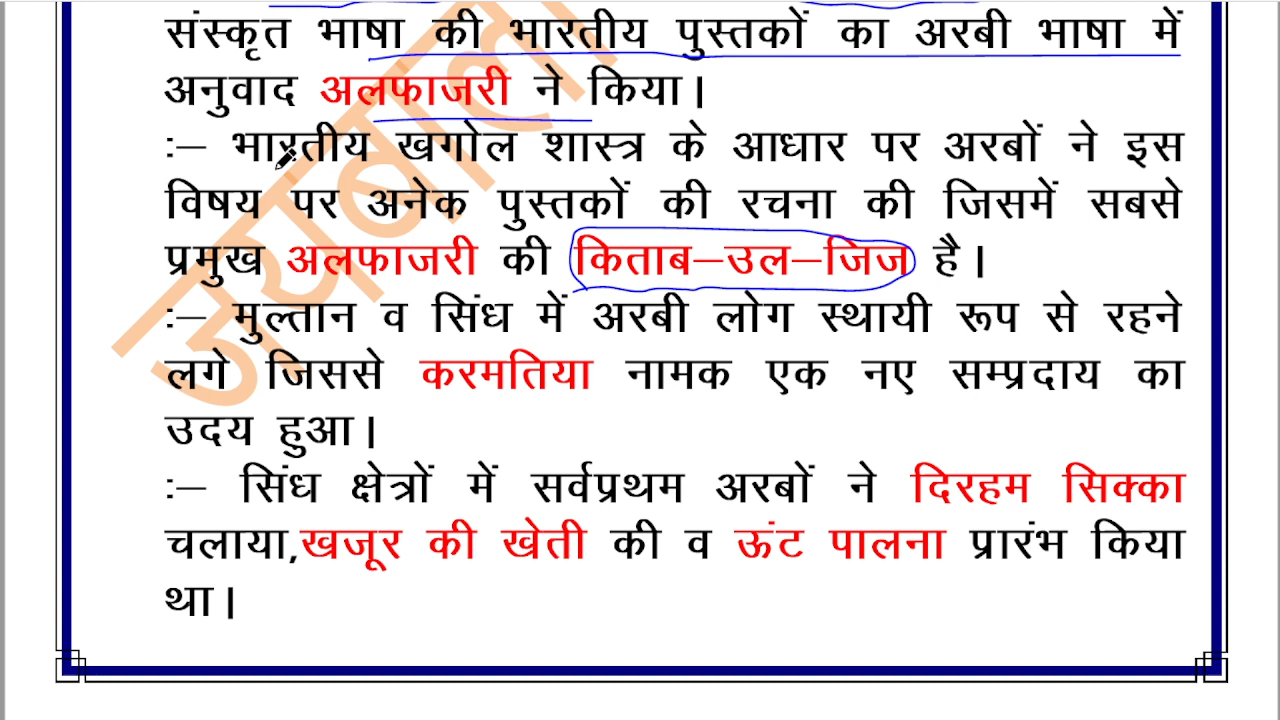 संस्कृत भाषा की भारतीय पुस्तकों का अरबी भाषा में
अनुवाद अलफाजरी ने किया।
:– भारतीय खगोल शास्त्र के आधार पर अरबों ने इस
विषय पर अनेक पुस्तकों की रचना की जिसमें सबसे
प्रमुख अलफाजरी की किताब–उल–जिज है।
:– मुल्तान व सिंध में अरबी लोग स्थायी रूप से रहने
लगे जिससे करमतिया नामक एक नए सम्प्रदाय का
उदय हुआ।
:– सिंध क्षेत्रों में सर्वप्रथम अरबों ने दिरहम सिक्का
चलाया,खजूर की खेती की व ऊंट पालना प्रारंभ किया
था।
जयबाल